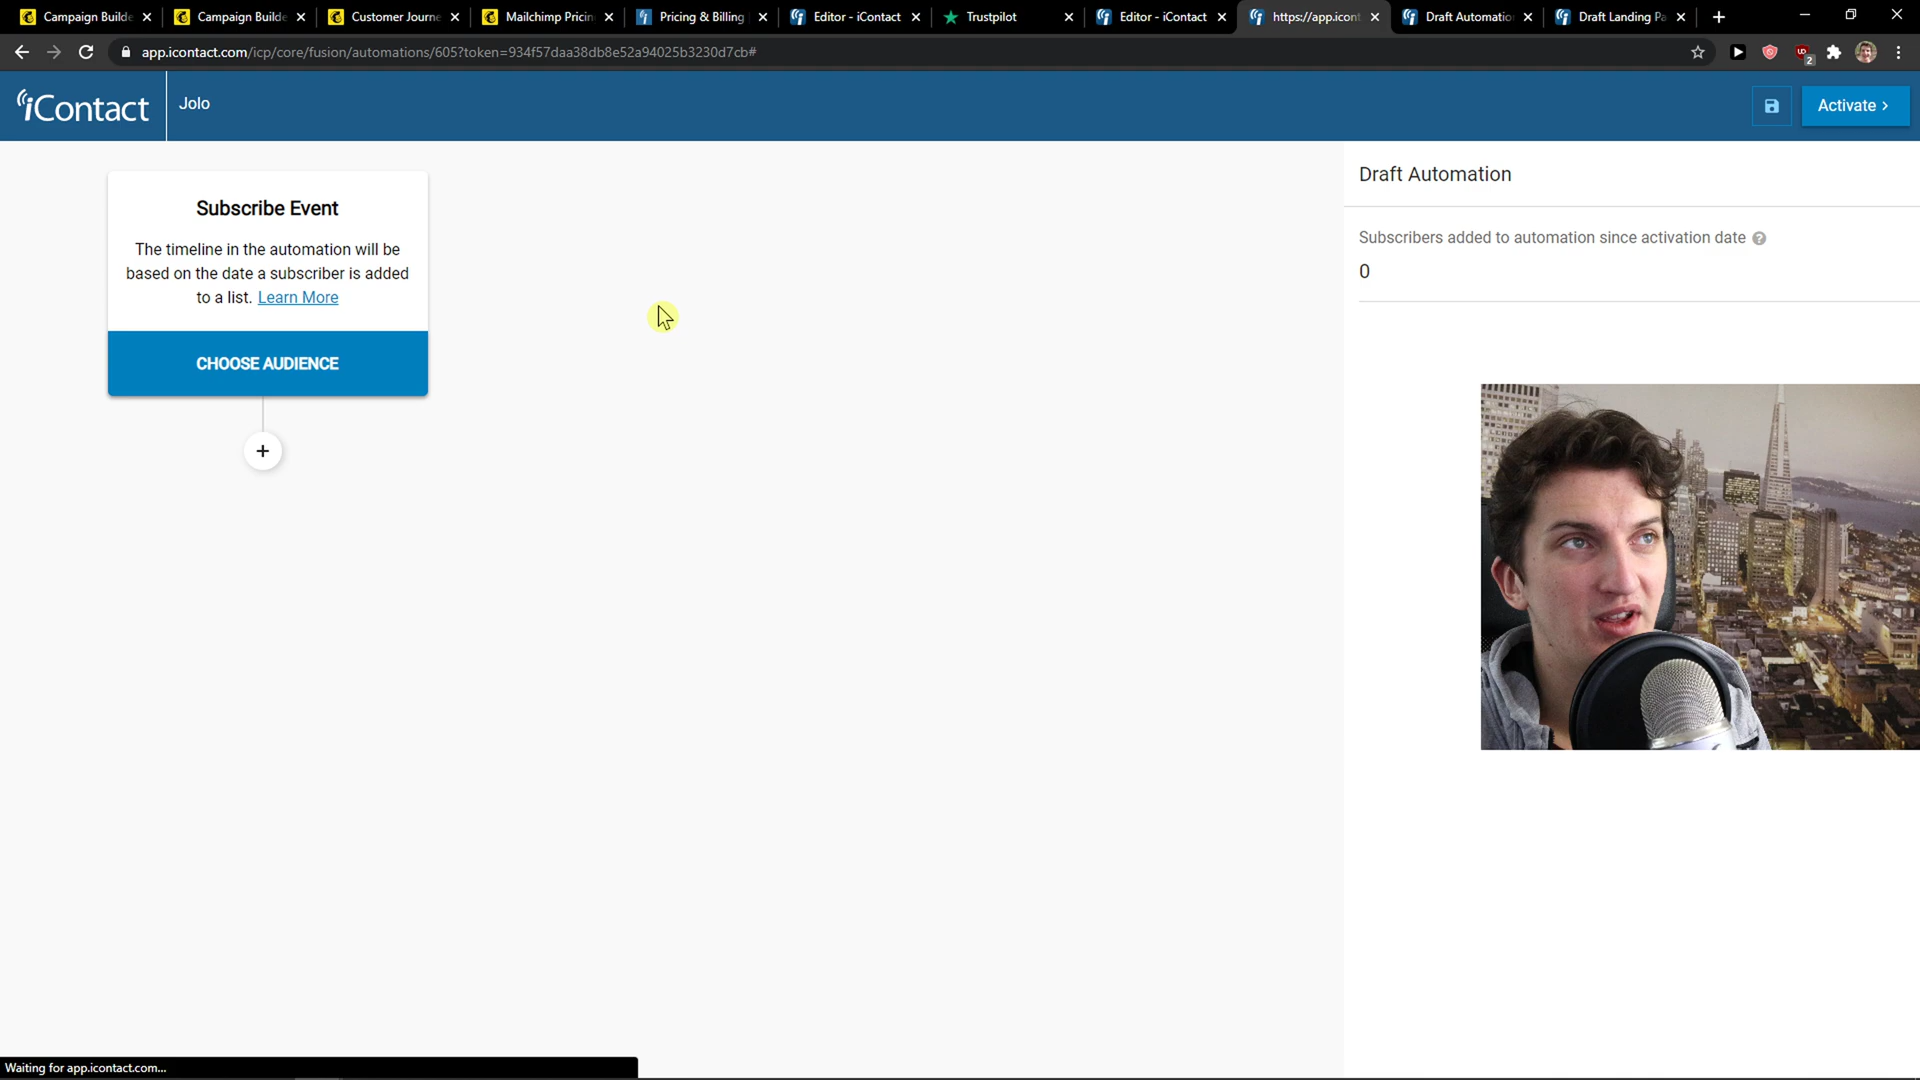 Campaign Builde
Campaign Builde
Customer Journe
Mailchimp Pricin
Pricing & Billing
Editor - iContact
Trustpilot
Editor - iContact
https://app.icont
Draft Automatio
Draft Landing Pa
app.icontact.com/icp/core/fusion/automations/605?token=934f57daa38db8e52a94025b3230d7cb#
2
iContact
Jolo
Activate >
Subscribe Event
The timeline in the automation will be
based on the date a subscriber is added
to a list. Learn More
CHOOSE AUDIENCE
+
Draft Automation
Subscribers added to automation since activation date ?
0
Waiting for app.icontact.com...